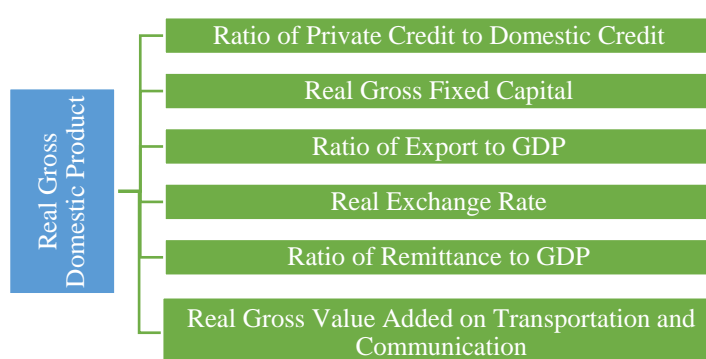 Real Gross
Domestic Product
Ratio of Private Credit to Domestic Credit
Real Gross Fixed Capital
Ratio of Export to GDP
Real Exchange Rate
Ratio of Remittance to GDP
Real Gross Value Added on Transportation and
Communication